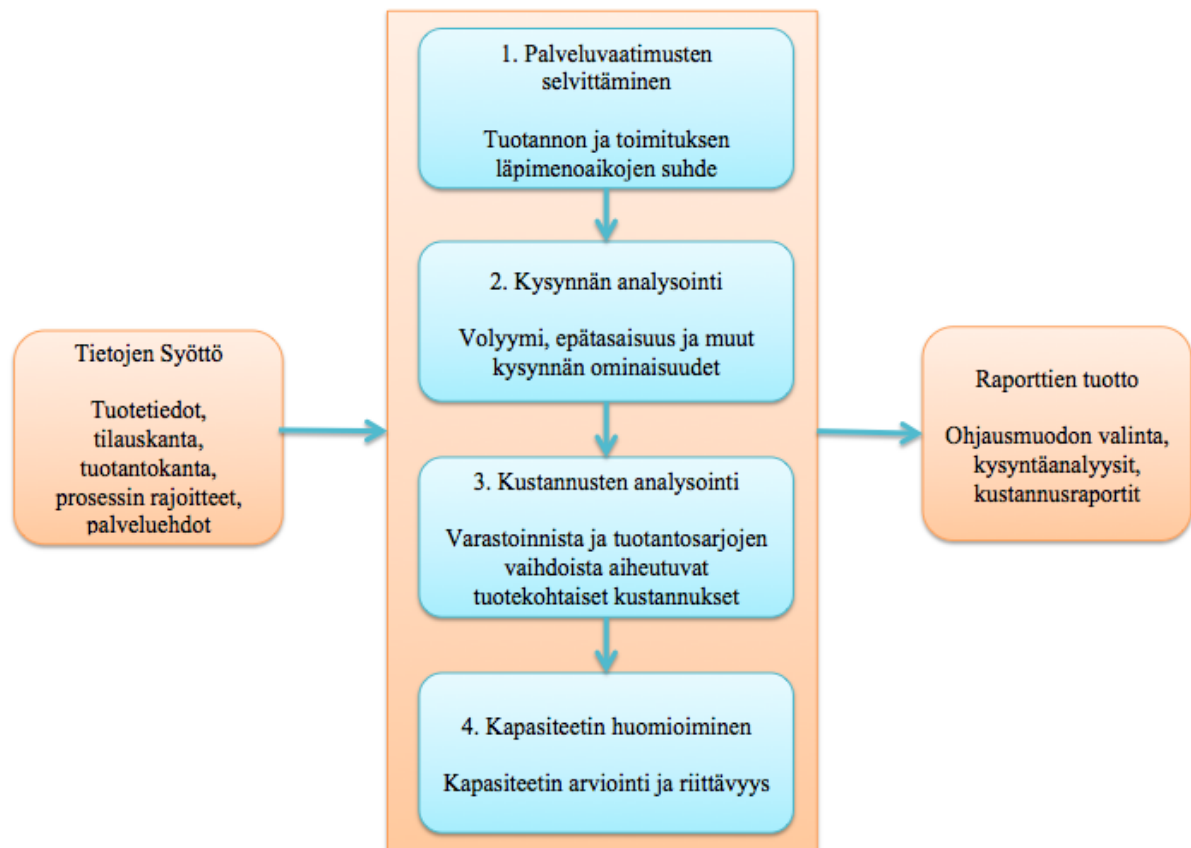 Tietojen Syöttö
Tuotetiedot,
tilauskanta,
tuotantokanta,
prosessin rajoitteet,
palveluehdot
1. Palveluvaatimusten
selvittäminen
Tuotannon ja toimituksen
läpimenoaikojen suhde
2. Kysynnän analysointi
Volyymi, epätasaisuus ja muut
kysynnän ominaisuudet
3. Kustannusten analysointi
Varastoinnista ja tuotantosarjojen
vaihdoista aiheutuvat
tuotekohtaiset kustannukset
4. Kapasiteetin huomioiminen
Kapasiteetin arviointi ja riittävyys
Raporttien tuotto
Ohjausmuodon valinta,
kysyntäanalyysit,
kustannusraportit